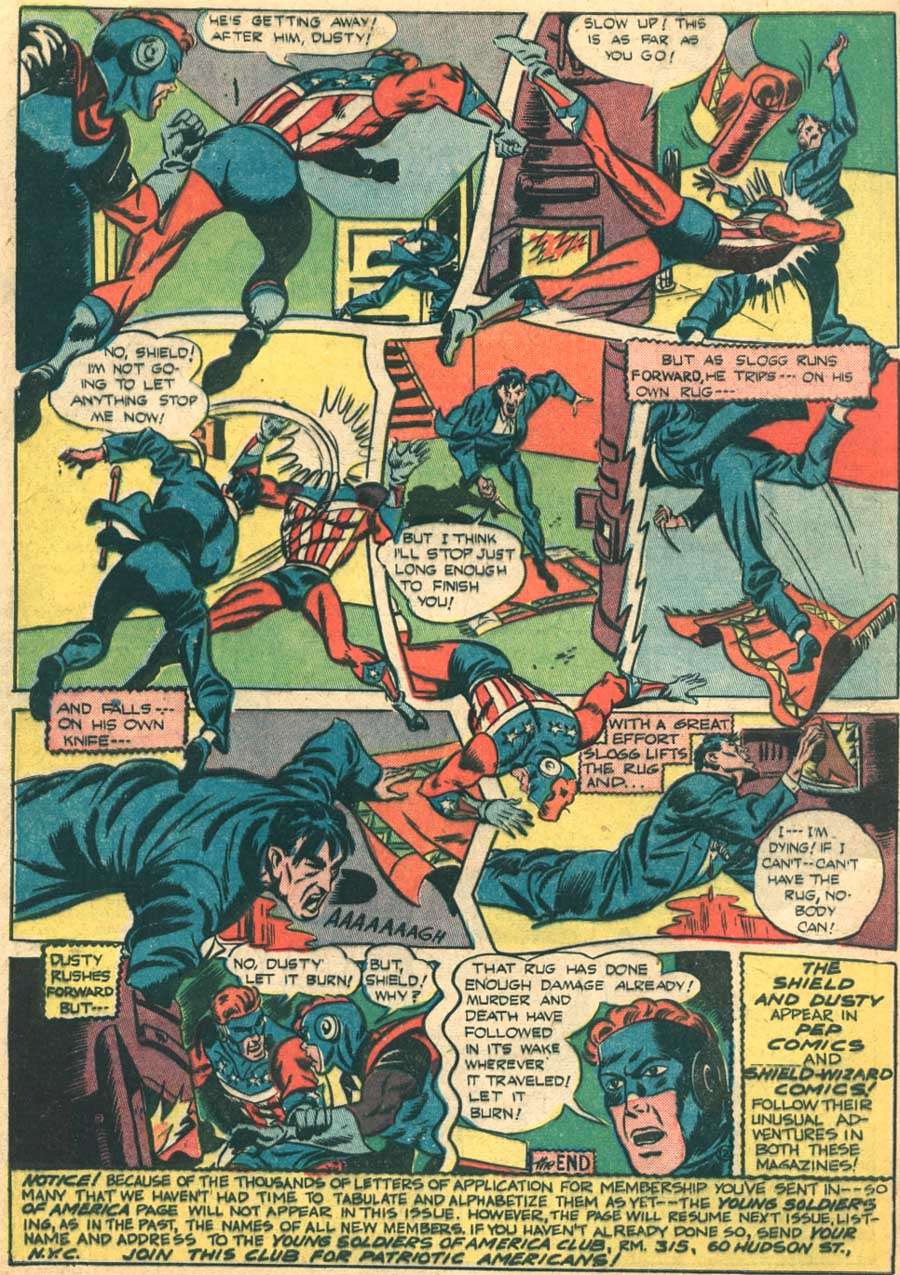 HE'S GETTING AWAY!
AFTER HIM, DUSTY!
SLOW UP! THIS
IS AS FAR AS
YOU GO!
NO, SHIELD!
I'M NOT GO-
ING TO LET
ANYTHING STOP
ME NOW!
BUT I THINK
I'LL STOP JUST
LONG ENOUGH
TO FINISH
YOU!
BUT AS SLOGG RUNS
FORWARD, HE TRIPS--- ON HIS
OWN RUG---
AND FALLS---
ON HIS OWN
KNIFE---
AAAAAAAGH
WITH A GREAT
EFFORT
SLOGG LIFTS
THE RUG
AND...
I--- I'M
DYING! IF I
CAN'T-- CAN'T
HAVE THE
RUG, NO-
BODY
CAN!
DUSTY
RUSHES
FORWARD
BUT---
NO, DUSTY
LET IT BURN!
BUT,
SHIELD!
WHY?
THAT RUG HAS DONE
ENOUGH DAMAGE ALREADY!
MURDER AND
DEATH HAVE
FOLLOWED
IN ITS WAKE
WHEREVER
IT TRAVELED!
LET IT
BURN!
The END
THE
SHIELD
AND DUSTY
APPEAR IN
PEP
COMICS
AND
SHIELD-WIZARD
COMICS!
FOLLOW THEIR
UNUSUAL AD-
VENTURES IN
BOTH THESE
MAGAZINES!
NOTICE! BECAUSE OF THE THOUSANDS OF LETTERS OF APPLICATION FOR MEMBERSHIP YOU'VE SENT IN--- SO
MANY THAT WE HAVEN'T HAD TIME TO TABULATE AND ALPHABETIZE THEM AS YET---THE YOUNG SOLDIERS
OF AMERICA PAGE WILL NOT APPEAR IN THIS ISSUE. HOWEVER, THE PAGE WILL RESUME NEXT ISSUE, LIST-
ING, AS IN THE PAST, THE NAMES OF ALL NEW MEMBERS. IF YOU HAVEN'T ALREADY DONE SO, SEND YOUR
NAME AND ADDRESS TO THE YOUNG SOLDIERS OF AMERICA CLUB, RM. 315, 60 HUDSON ST.,
N.Y.C. JOIN THIS CLUB FOR PATRIOTIC AMERICANS!